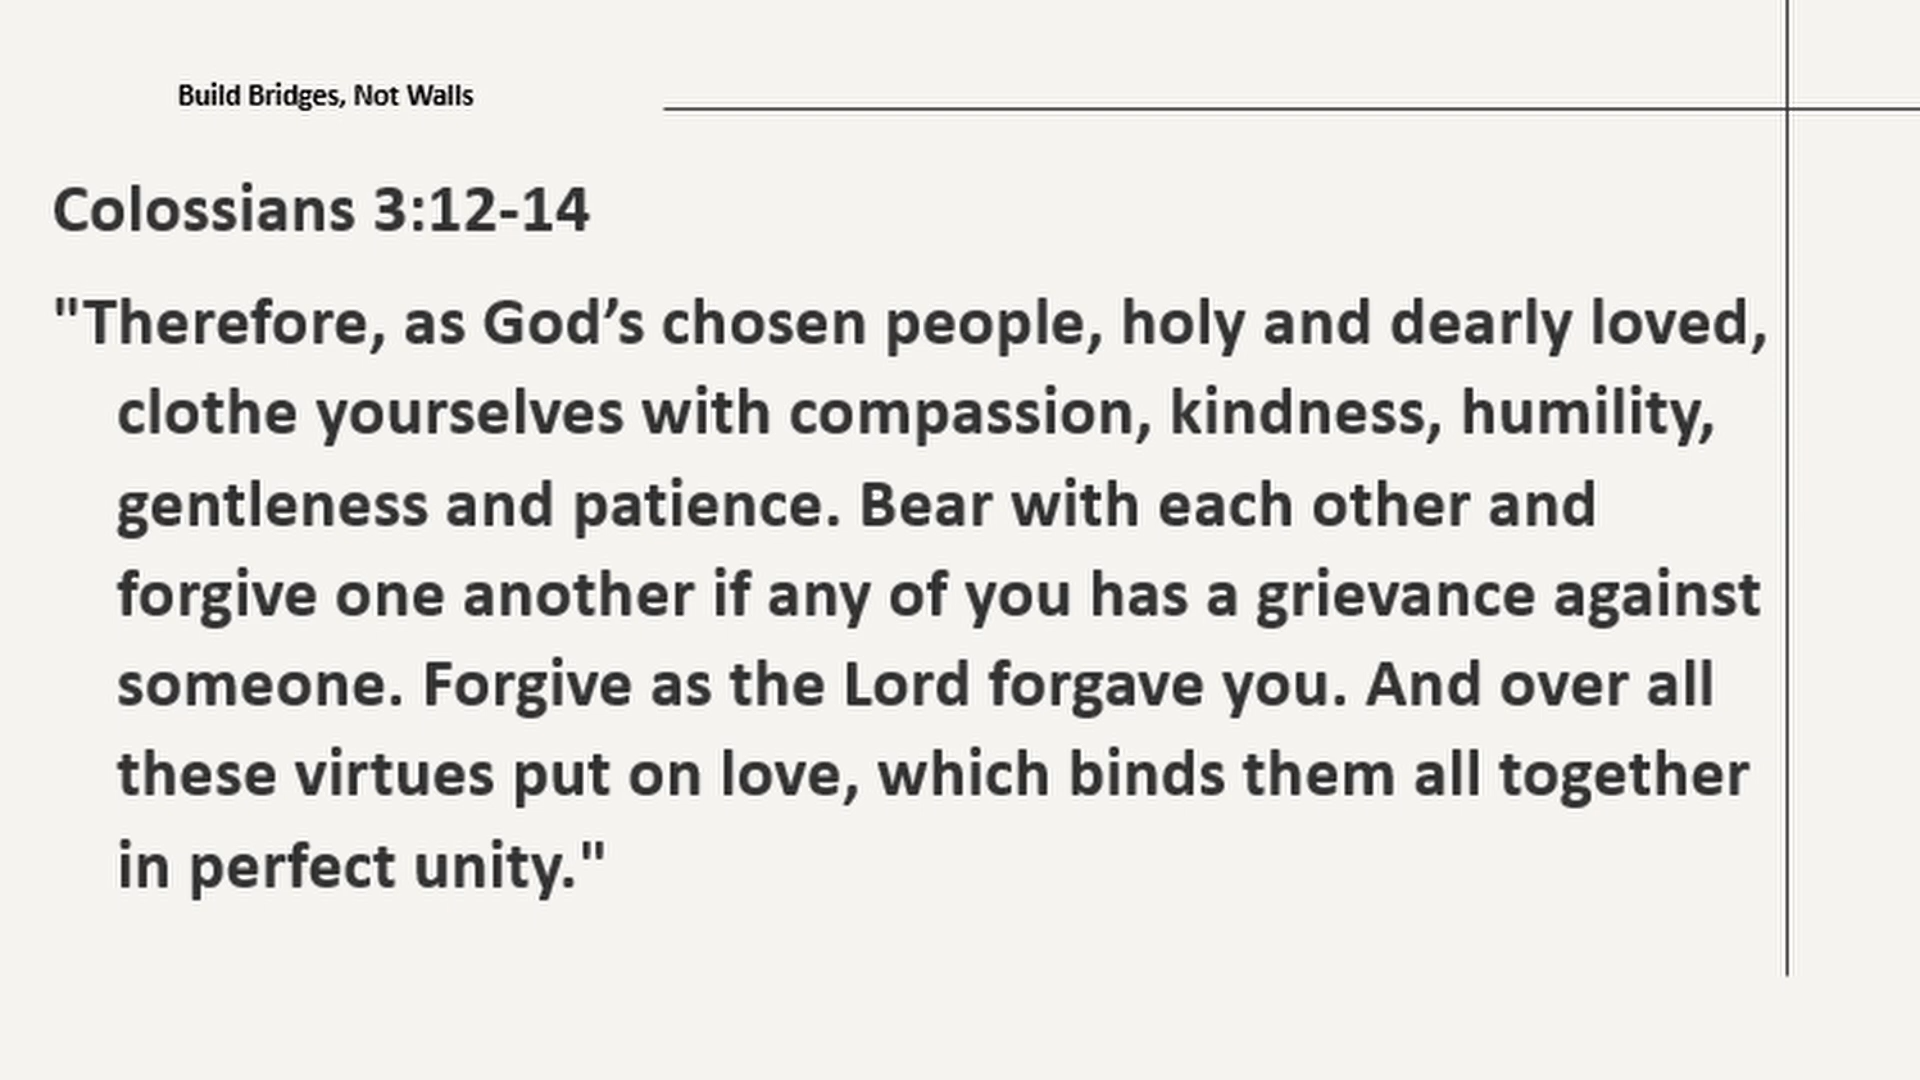 Build Bridges, Not Walls
Colossians 3:12-14
"Therefore, as God’s chosen people, holy and dearly loved,
clothe yourselves with compassion, kindness, humility,
gentleness and patience. Bear with each other and
forgive one another if any of you has a grievance against
someone. Forgive as the Lord forgave you. And over all
these virtues put on love, which binds them all together
in perfect unity."